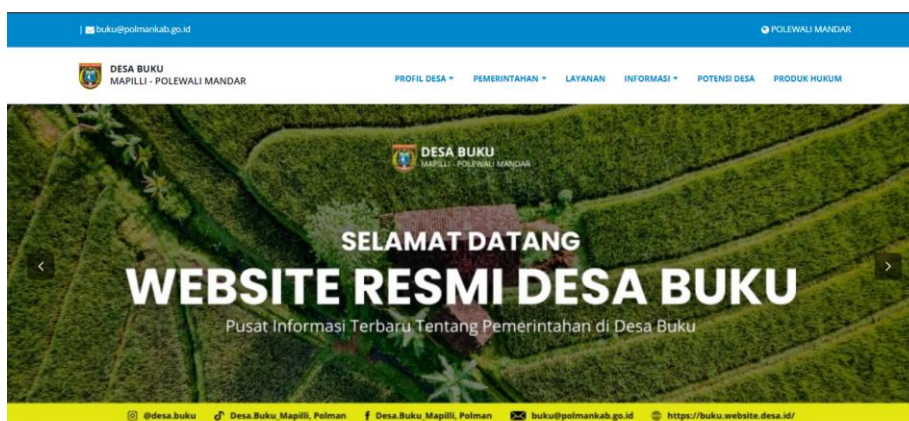 | buku@polmankab.go.id
POLEWALI MANDAR
DESA BUKU
MAPILLI - POLEWALI MANDAR
PROFIL DESA PEMERINTAHAN LAYANAN INFORMASI POTENSI DESA PRODUK HUKUM
DESA BUKU
MAPILLI - POLEWALI MANDAR
SELAMAT DATANG
WEBSITE RESMI DESA BUKU
Pusat Informasi Terbaru Tentang Pemerintahan di Desa Buku
@desa.buku Desa.Buku_Mapilli, Polman Desa.Buku_Mapilli, Polman buku@polmankab.go.id https://buku.website.desa.id/